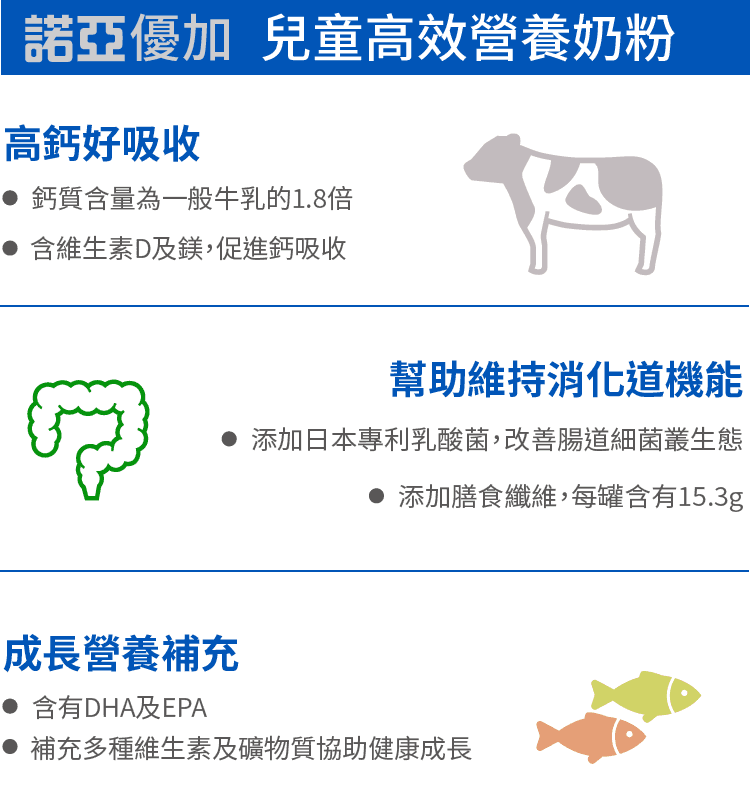 諾亞優加 兒童高效營養奶粉
高鈣好吸收
● 鈣質含量為一般牛乳的1.8倍
● 含維生素D及鎂,促進鈣吸收
幫助維持消化道機能
● 添加日本專利乳酸菌,改善腸道細菌叢生態
● 添加膳食纖維,每罐含有15.3g
成長營養補充
● 含有DHA及EPA
● 補充多種維生素及礦物質協助健康成長